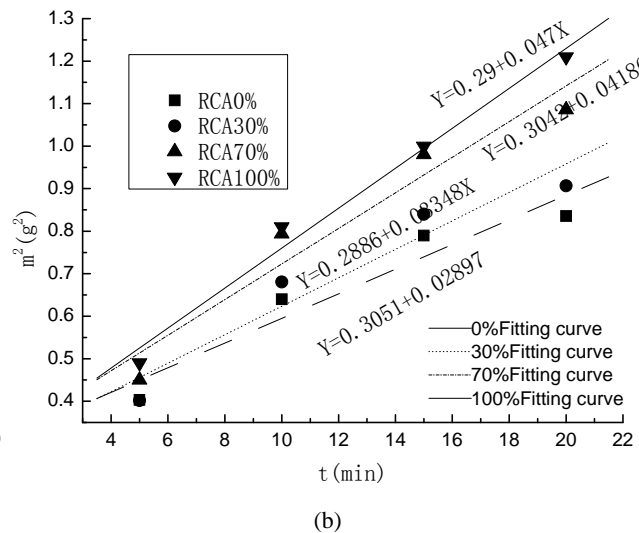 1.3
1.2
1.1
1.0
0.9
0.8
0.7
0.6
0.5
0.4
m²(g²)
RCA0%
RCA30%
RCA70%
RCA100%
Y=0.29+0.047X
Y=0.3042+0.0418
Y=0.2886+0.03348X
Y=0.3051+0.02897
0%Fitting curve
30%Fitting curve
70%Fitting curve
100%Fitting curve
4 6 8 10 12 14 16 18 20 22
t(min)
(b)